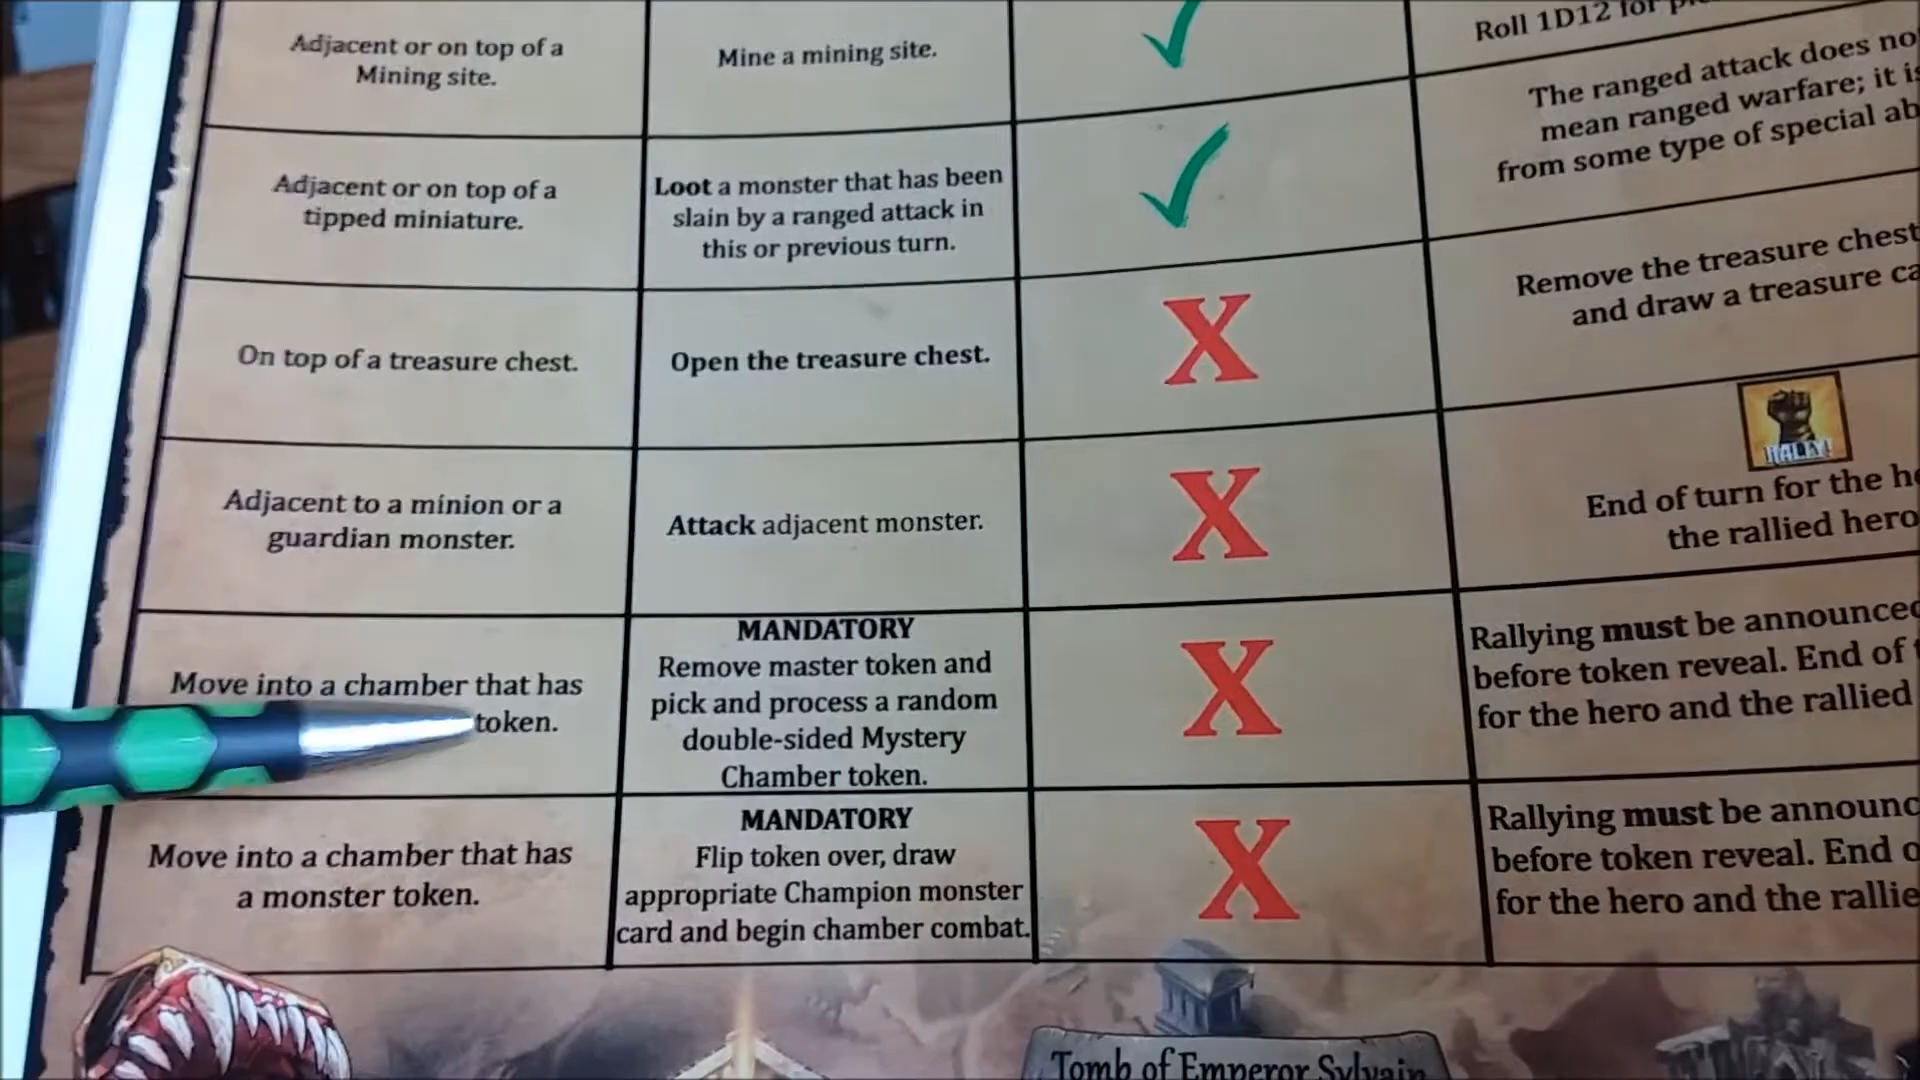 Adjacent or on top of a
Mining site.
Mine a mining site.
Roll 1D12 for
Adjacent or on top of a
tipped miniature.
Loot a monster that has been
slain by a ranged attack in
this or previous turn.
The ranged attack does
mean ranged warfare; it
from some type of special
On top of a treasure chest.
Open the treasure chest.
X
Remove the treasure chest
and draw a treasure
Adjacent to a minion or a
guardian monster.
Attack adjacent monster.
X
RALLY!
End of turn for the
the rallied hero
Move into a chamber that has
token.
MANDATORY
Remove master token and
pick and process a random
double-sided Mystery
Chamber token.
X
Rallying must be announced
before token reveal. End of
for the hero and the rallied
Move into a chamber that has
a monster token.
MANDATORY
Flip token over, draw
appropriate Champion monster
card and begin chamber combat.
X
Rallying must be
before token reveal. End
for the hero and the
Tomb of Emperor Sylvain